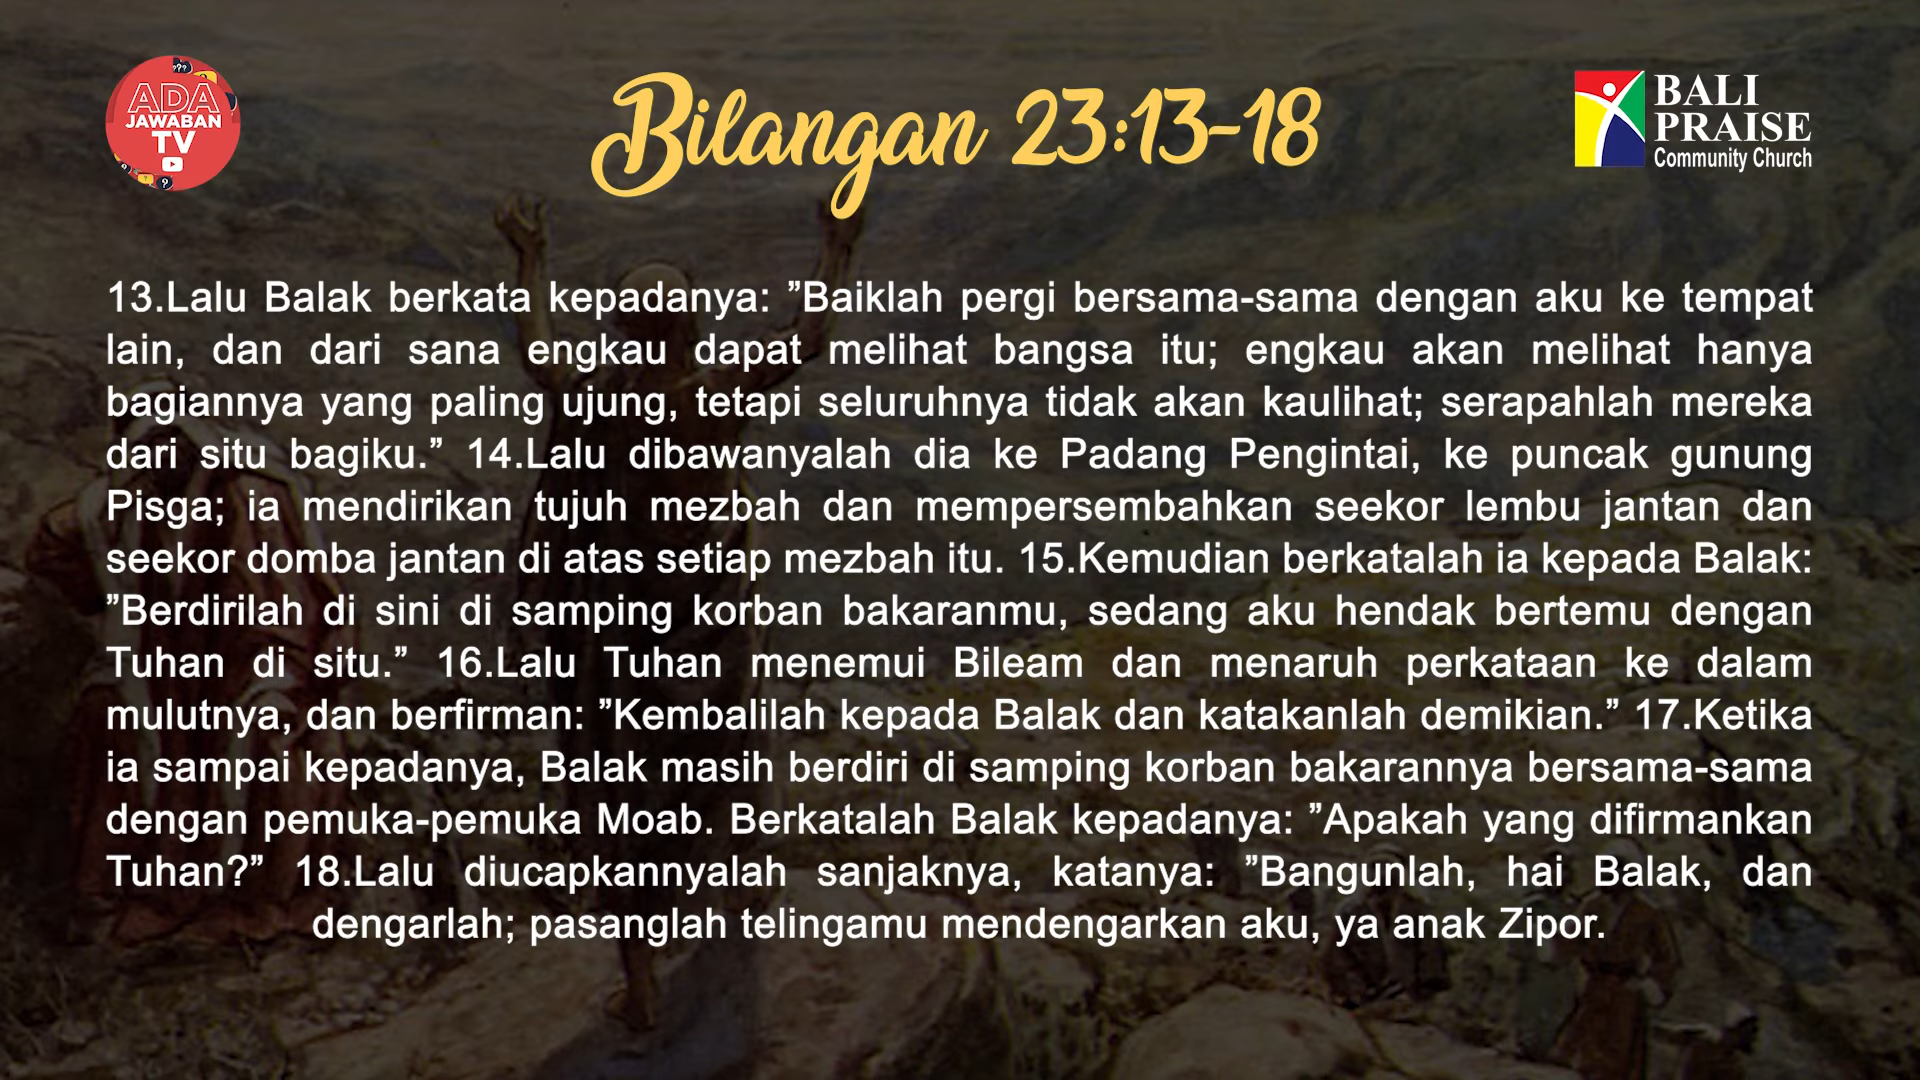 ADA
JAWABAN
TV
Bilangan 23:13-18
BALI
PRAISE
Community Church
13.Lalu Balak berkata kepadanya: ”Baiklah pergi bersama-sama dengan aku ke tempat
lain, dan dari sana engkau dapat melihat bangsa itu; engkau akan melihat hanya
bagiannya yang paling ujung, tetapi seluruhnya tidak akan kaulihat; serapahlah mereka
dari situ bagiku.” 14.Lalu dibawanyalah dia ke Padang Pengintai, ke puncak gunung
Pisga; ia mendirikan tujuh mezbah dan mempersembahkan seekor lembu jantan dan
seekor domba jantan di atas setiap mezbah itu. 15.Kemudian berkatalah ia kepada Balak:
”Berdirilah di sini di samping korban bakaranmu, sedang aku hendak bertemu dengan
Tuhan di situ.” 16.Lalu Tuhan menemui Bileam dan menaruh perkataan ke dalam
mulutnya, dan berfirman: ”Kembalilah kepada Balak dan katakanlah demikian.” 17.Ketika
ia sampai kepadanya, Balak masih berdiri di samping korban bakarannya bersama-sama
dengan pemuka-pemuka Moab. Berkatalah Balak kepadanya: ”Apakah yang difirmankan
Tuhan?” 18.Lalu diucapkannyalah sanjaknya, katanya: ”Bangunlah, hai Balak, dan
dengarlah; pasanglah telingamu mendengarkan aku, ya anak Zipor.